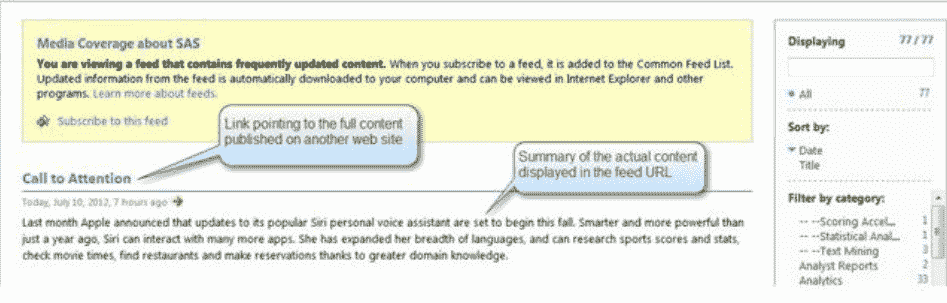 Media Coverage about SAS
You are viewing a feed that contains frequently updated content. When you subscribe to a feed, it is added to the Common Feed List.
Updated information from the feed is automatically downloaded to your computer and can be viewed in Internet Explorer and other
programs. Learn more about feeds.
Subscribe to this feed
Link pointing to the full content
published on another web site
Call to Attention
Today, July 10, 2012, 7 hours ago
Summary of the actual content
displayed in the feed URL
Last month Apple announced that updates to its popular Siri personal voice assistant are set to begin this fall. Smarter and more powerful than
just a year ago, Siri can interact with many more apps. She has expanded her breadth of languages, and can research sports scores and stats,
check movie times, find restaurants and make reservations thanks to greater domain knowledge.
Displaying 77 / 77
All 77
Sort by:
Date
Title
Filter by category:
-- --Scoring Accel... 1
-- --Statistical Anal... 1
-- --Text Mining 3
Analyst Reports 2
Analytics 33